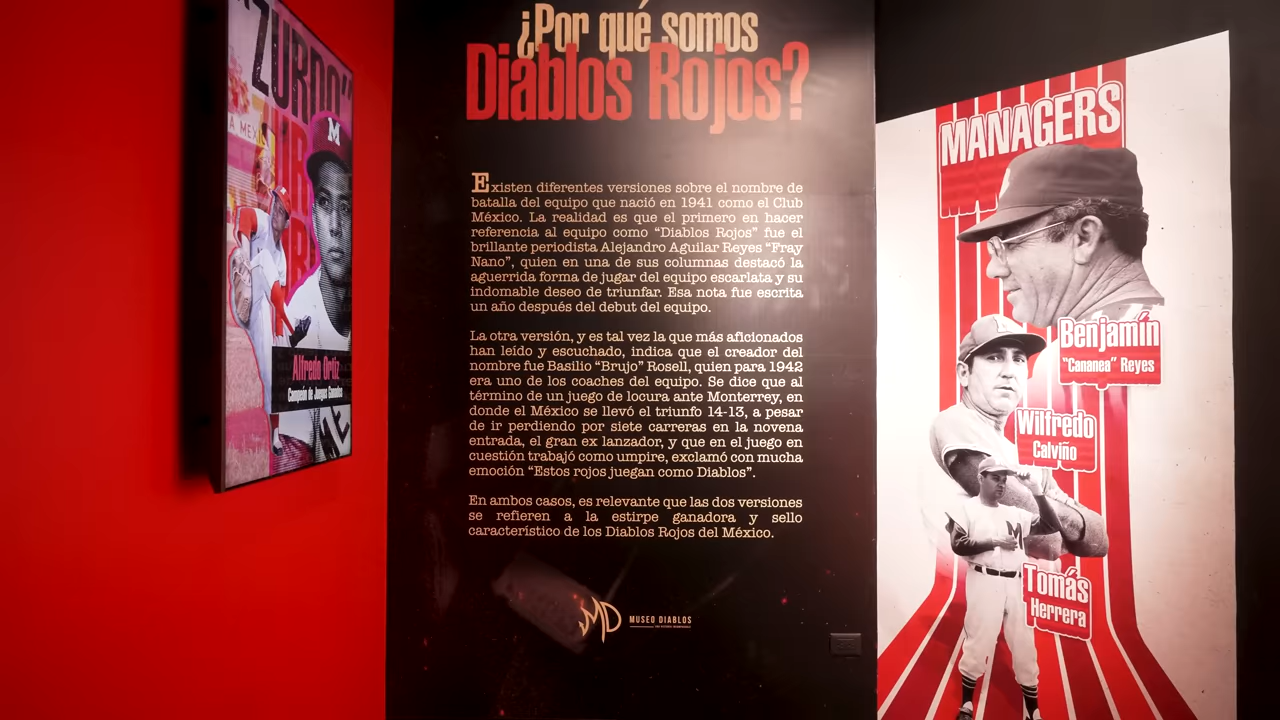 "ZURDO"
A MEX
M
Alfredo Ortiz
Campeón de Juegos Ganados
¿Por qué somos
Diablos Rojos?
Existen diferentes versiones sobre el nombre de
batalla del equipo que nació en 1941 como el Club
México. La realidad es que el primero en hacer
referencia al equipo como “Diablos Rojos” fue el
brillante periodista Alejandro Aguilar Reyes “Fray
Nano”, quien en una de sus columnas destacó la
aguerrida forma de jugar del equipo escarlata y su
indomable deseo de triunfar. Esa nota fue escrita
un año después del debut del equipo.
La otra versión, y es tal vez la que más aficionados
han leído y escuchado, indica que el creador del
nombre fue Basilio “Brujo” Rosell, quien para 1942
era uno de los coaches del equipo. Se dice que al
término de un juego de locura ante Monterrey, en
donde el México se llevó el triunfo 14-13, a pesar
de ir perdiendo por siete carreras en la novena
entrada, el gran ex lanzador, y que en el juego en
cuestión trabajó como umpire, exclamó con mucha
emoción “Estos rojos juegan como Diablos”.
En ambos casos, es relevante que las dos versiones
se refieren a la estirpe ganadora y sello
característico de los Diablos Rojos del México.
MD MUSEO DIABLOS
MANAGERS
Benjamín
"Cananea" Reyes
Wilfredo
Calviño
M
Tomás
Herrera